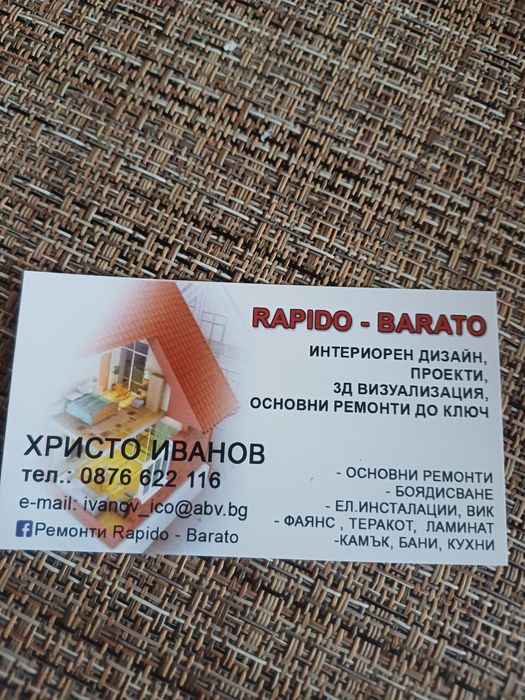 RAPIDO - BARATO
ИНТЕРИОРЕН ДИЗАЙН,
ПРОЕКТИ,
3Д ВИЗУАЛИЗАЦИЯ,
ОСНОВНИ РЕМОНТИ ДО КЛЮЧ
ХРИСТО ИВАНОВ
тел.: 0876 622 116
e-mail: ivanov_ico@abv.bg
Ремонти Rapido - Barato
- ОСНОВНИ РЕМОНТИ
- БОЯДИСВАНЕ
- ЕЛ.ИНСТАЛАЦИИ, ВИК
- ФАЯНС , ТЕРАКОТ, ЛАМИНАТ
-КАМЪК, БАНИ, КУХНИ